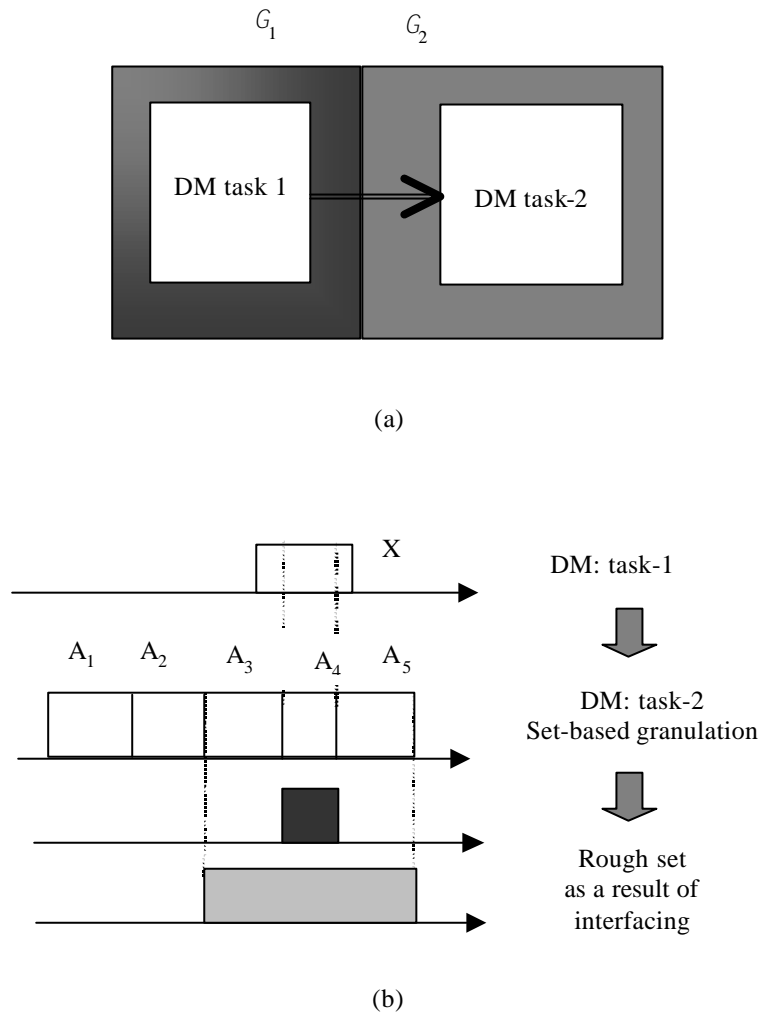 G1 G2
DM task 1
DM task-2
(a)
X
DM: task-1
A1 A2 A3 A4 A5
DM: task-2
Set-based granulation
Rough set
as a result of
interfacing
(b)